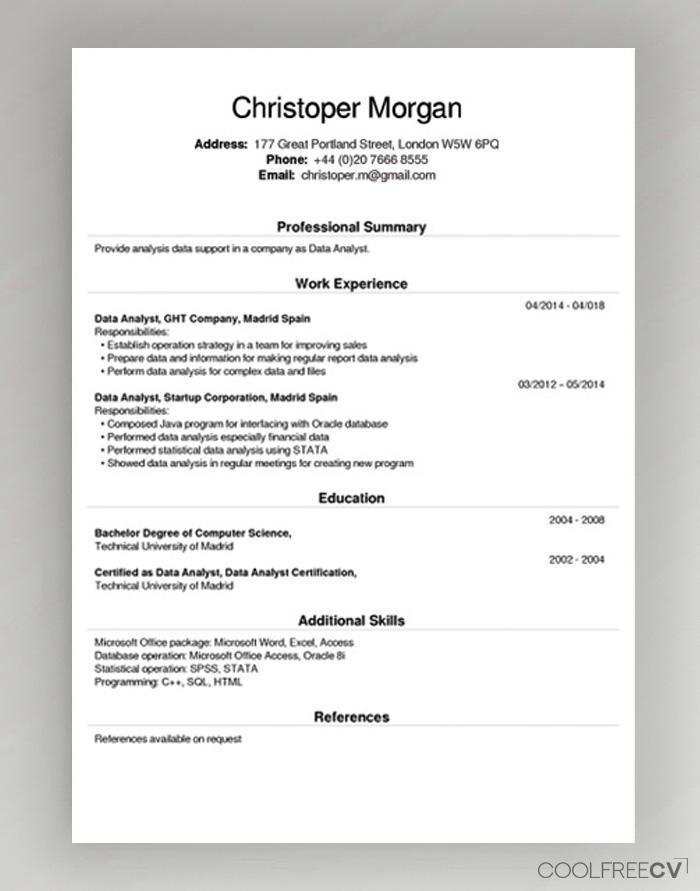 Christoper Morgan
Address: 177 Great Portland Street, London W5W 6PQ
Phone: +44 (0)20 7666 8555
Email: christoper.m@gmail.com
Professional Summary
Provide analysis data support in a company as Data Analyst.
Work Experience
04/2014 - 04/018
Data Analyst, GHT Company, Madrid Spain
Responsibilities:
• Establish operation strategy in a team for improving sales
• Prepare data and information for making regular report data analysis
• Perform data analysis for complex data and files
03/2012 – 05/2014
Data Analyst, Startup Corporation, Madrid Spain
Responsibilities:
• Composed Java program for interfacing with Oracle database
• Performed data analysis especially financial data
• Performed statistical data analysis using STATA
• Showed data analysis in regular meetings for creating new program
Education
2004 - 2008
Bachelor Degree of Computer Science,
Technical University of Madrid
2002 - 2004
Certified as Data Analyst, Data Analyst Certification,
Technical University of Madrid
Additional Skills
Microsoft Office package: Microsoft Word, Excel, Access
Database operation: Microsoft Office Access, Oracle 8i
Statistical operation: SPSS, STATA
Programming: C++, SQL, HTML
References
References available on request
COOLFREECV